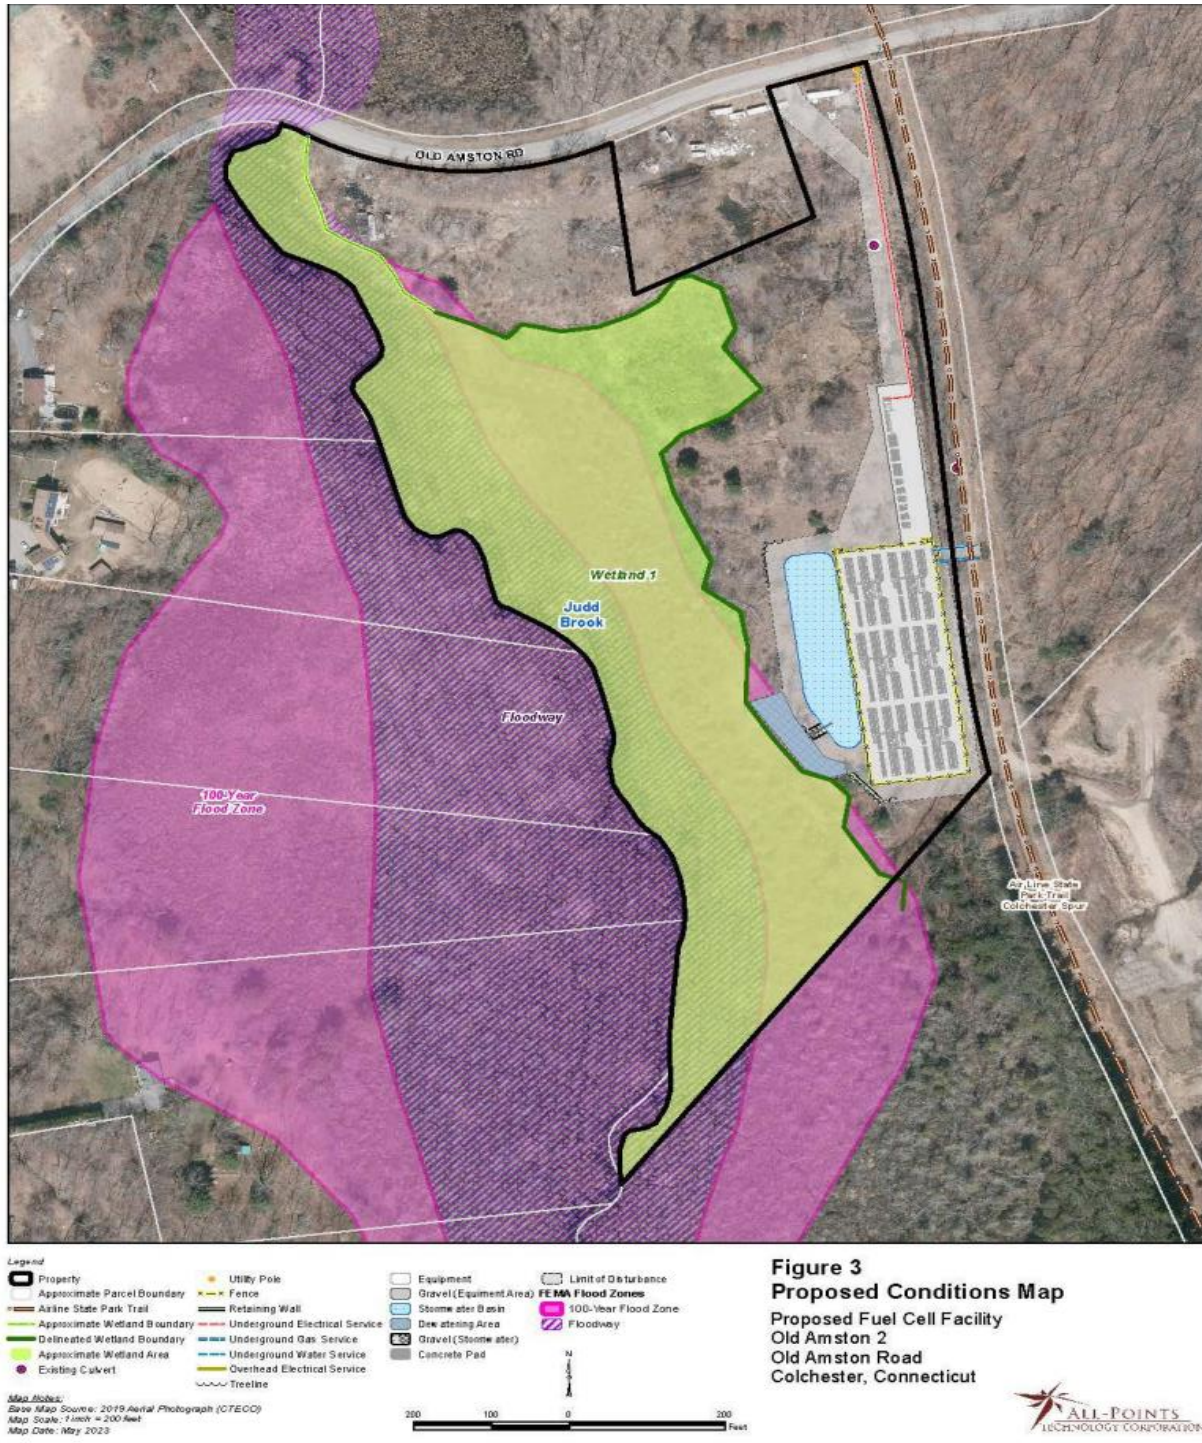 OLD AMSTON RD
Wetland 1
Judd
Brook
Floodway
100-Year
Flood Zone
Air Line State
Park Trail
Colchester Spur
Legend
Property
Approximate Parcel Boundary
Airline State Park Trail
Approximate Wetland Boundary
Delineated Wetland Boundary
Approximate Wetland Area
Existing Culvert
Utility Pole
Fence
Retaining Wall
Underground Electrical Service
Underground Gas Service
Underground Water Service
Overhead Electrical Service
Treeline
Equipment
Gravel (Equiment Area)
Stormwater Basin
Dewatering Area
Gravel (Stormwater)
Concrete Pad
Limit of Disturbance
FEMA Flood Zones
100-Year Flood Zone
Floodway
Map Notes:
Base Map Source: 2019 Aerial Photograph (CTECO)
Map Scale: 1 inch = 200 feet
Map Date: May 2023
N
200 100 0 200
Feet
Figure 3
Proposed Conditions Map
Proposed Fuel Cell Facility
Old Amston 2
Old Amston Road
Colchester, Connecticut
ALL-POINTS
TECHNOLOGY CORPORATION